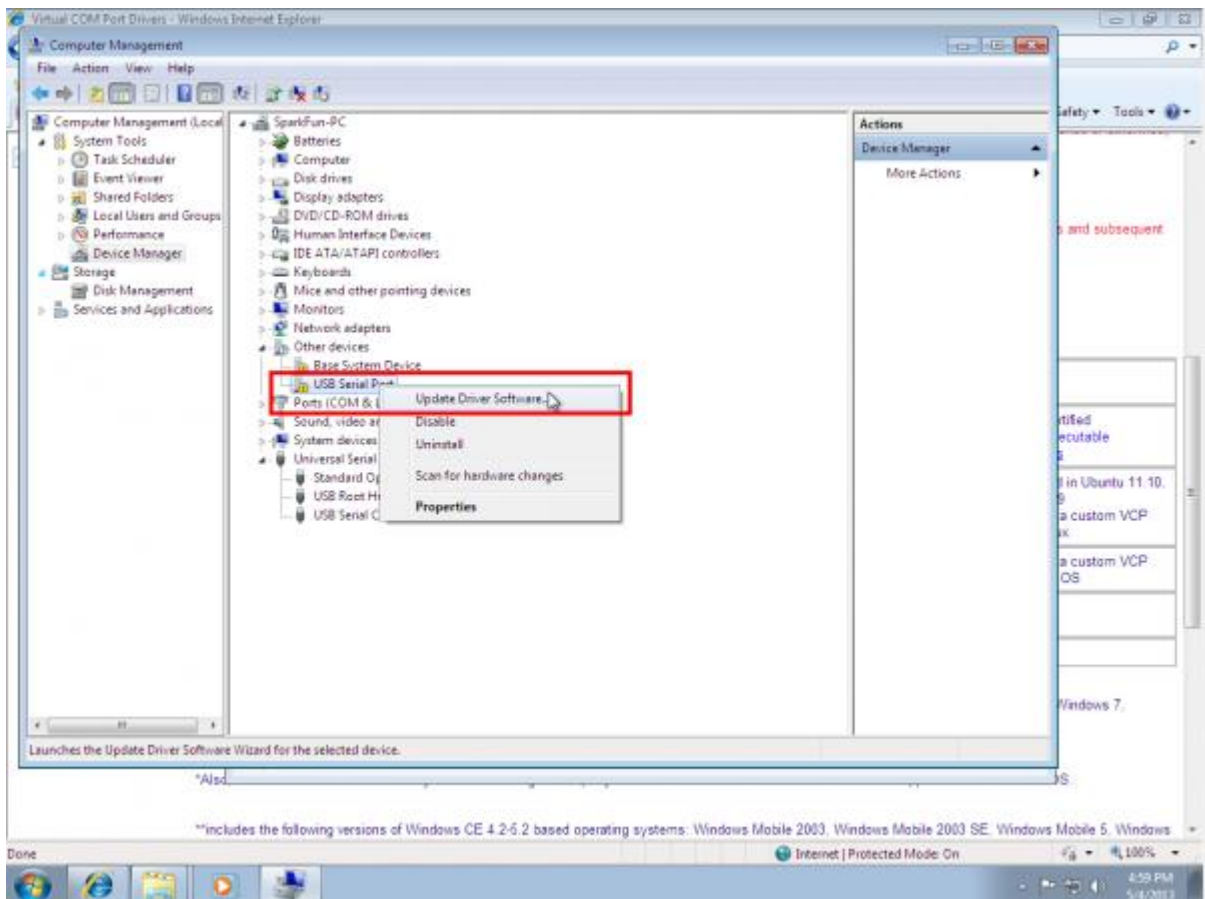 Virtual COM Port Drivers - Windows Internet Explorer
Computer Management
File Action View Help
Safety Tools
Computer Management (Local
System Tools
Task Scheduler
Event Viewer
Shared Folders
Local Users and Groups
Performance
Device Manager
Storage
Disk Management
Services and Applications
SparkFun-PC
Batteries
Computer
Disk drives
Display adapters
DVD/CD-ROM drives
Human Interface Devices
IDE ATA/ATAPI controllers
Keyboards
Mice and other pointing devices
Monitors
Network adapters
Other devices
Base System Device
USB Serial Port
Ports (COM & L
Sound, video an
System devices
Universal Serial
Standard Op
USB Root H
USB Serial C
Update Driver Software...
Disable
Uninstall
Scan for hardware changes
Properties
Actions
Device Manager
More Actions
s and subsequent
rtified
ecutable
in Ubuntu 11.10,
a custom VCP
a custom VCP
OS
Windows 7,
Launches the Update Driver Software Wizard for the selected device.
*Also
OS
**includes the following versions of Windows CE 4.2-5.2 based operating systems: Windows Mobile 2003, Windows Mobile 2003 SE, Windows Mobile 5, Windows
Done
Internet | Protected Mode: On
100%
4:59 PM
5/4/2013